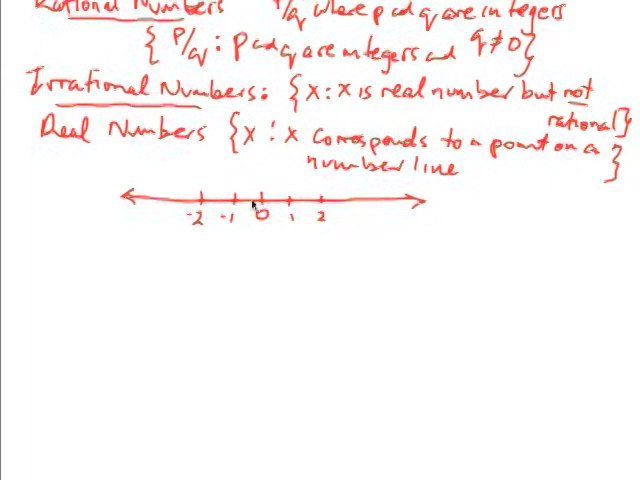 Rational Numbers P/q where p and q are integers
{ P/q : p and q are integers and q ≠ 0 }
Irrational Numbers: { x : x is real number but not
rational }
Real Numbers { x : x corresponds to a point on a
number line }
-2 -1 0 1 2